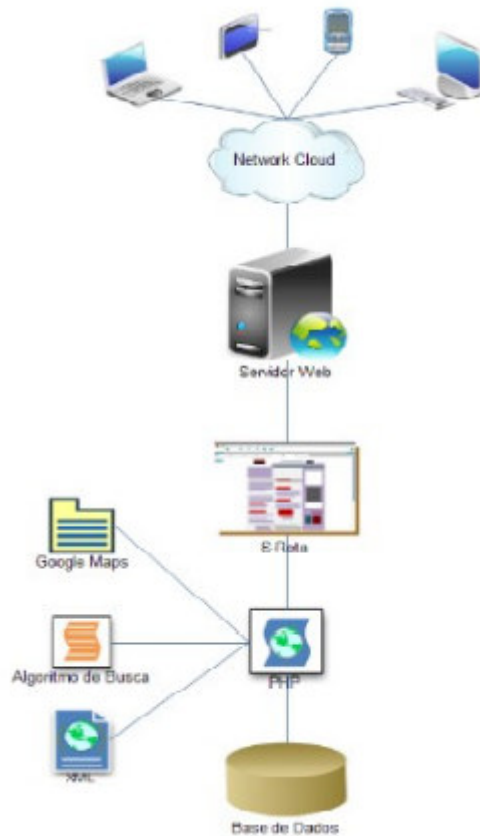 Network Cloud
Servidor Web
Google Maps
Algoritmo de Busca
PHP
XML
Base de Dados